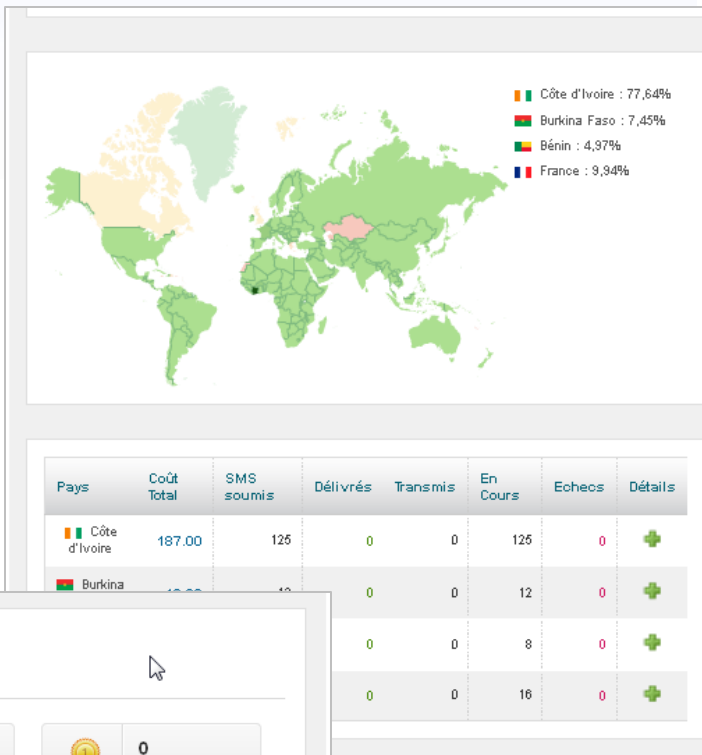 Côte d'Ivoire : 77,64%
Burkina Faso : 7,45%
Bénin : 4,97%
France : 9,94%
Pays Coût Total SMS soumis Délivrés Transmis En Cours Echecs Détails
Côte d'Ivoire 187.00 125 0 0 125 0
Burkina 0 0 12 0
0 0 8 0
0 0 16 0
0